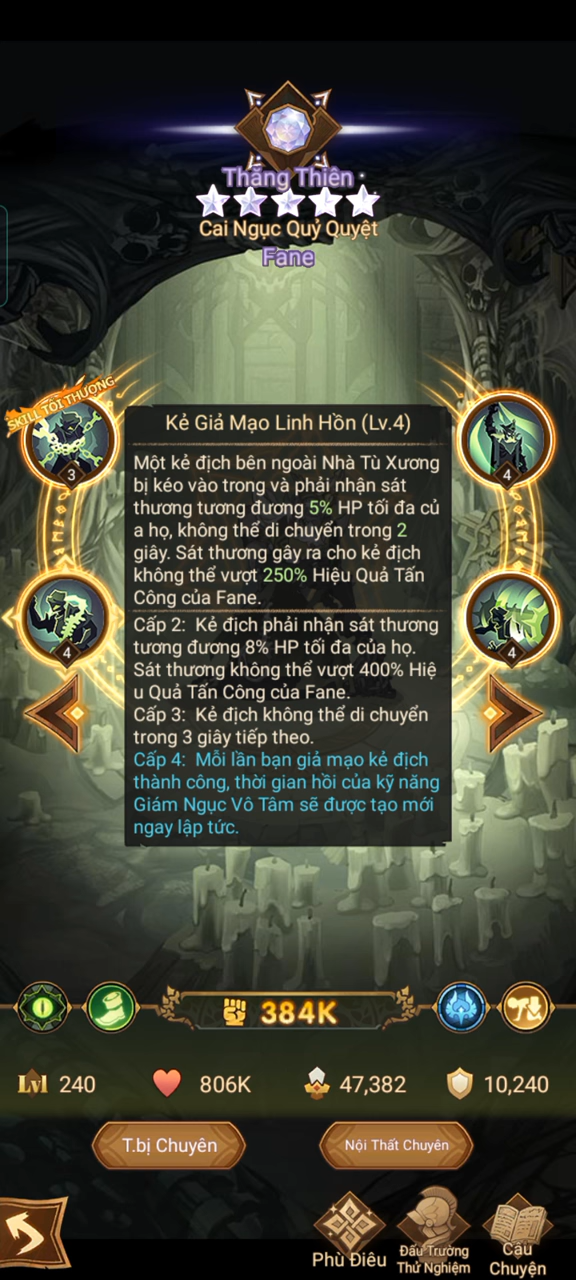 Thăng Thiên
Cai Ngục Quỷ Quyệt
Fane
SKILL TỐI THƯỢNG
Kẻ Giả Mạo Linh Hồn (Lv.4)
Một kẻ địch bên ngoài Nhà Tù Xương
bị kéo vào trong và phải nhận sát
thương tương đương 5% HP tối đa củ
a họ, không thể di chuyển trong 2
giây. Sát thương gây ra cho kẻ địch
không thể vượt 250% Hiệu Quả Tấn
Công của Fane.
Cấp 2: Kẻ địch phải nhận sát thương
tương đương 8% HP tối đa của họ.
Sát thương không thể vượt 400% Hiệ
u Quả Tấn Công của Fane.
Cấp 3: Kẻ địch không thể di chuyển
trong 3 giây tiếp theo.
Cấp 4: Mỗi lần bạn giả mạo kẻ địch
thành công, thời gian hồi của kỹ năng
Giám Ngục Vô Tâm sẽ được tạo mới
ngay lập tức.
3
4
4
4
384K
Lvl 240
806K
47,382
10,240
T.bị Chuyên
Nội Thất Chuyên
Phù Điêu
Đấu Trường
Thử Nghiệm
Câu
Chuyện